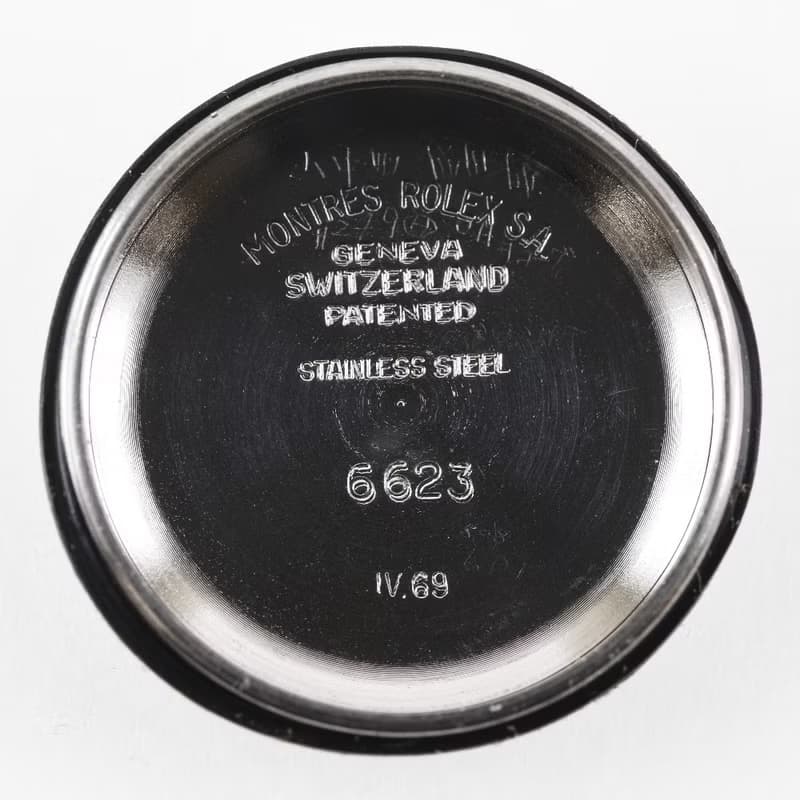 MONTRES ROLEX S.A.
GENEVA
SWITZERLAND
PATENTED
STAINLESS STEEL
6623
IV.69